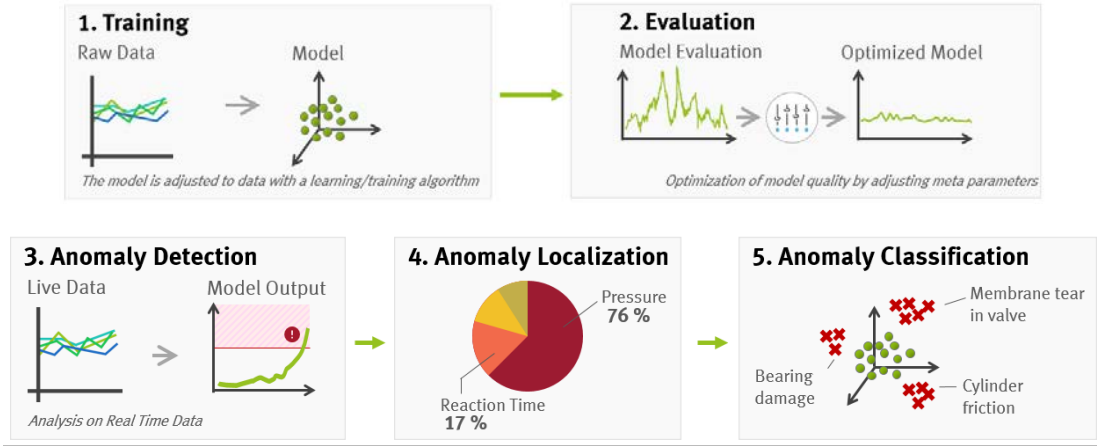 1. Training
Raw Data
Model
The model is adjusted to data with a learning/training algorithm
2. Evaluation
Model Evaluation
Optimized Model
Optimization of model quality by adjusting meta parameters
3. Anomaly Detection
Live Data
Model Output
!
Analysis on Real Time Data
4. Anomaly Localization
Pressure
76 %
Reaction Time
17 %
5. Anomaly Classification
Membrane tear
in valve
Bearing
damage
Cylinder
friction